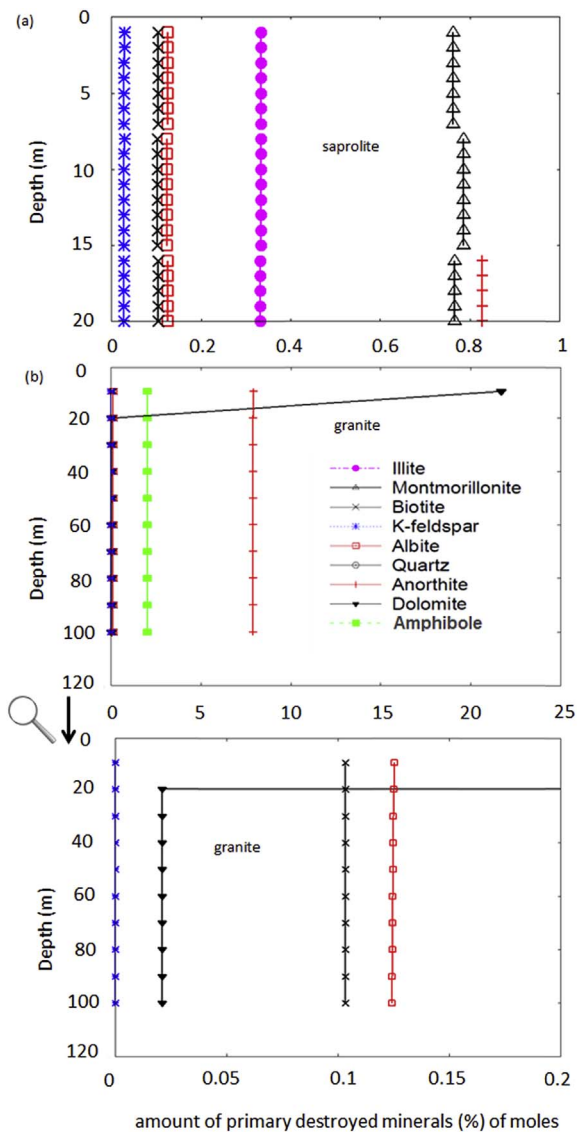 (a)
0
5
10
15
20
Depth (m)
saprolite
0 0.2 0.4 0.6 0.8 1
(b)
0
20
40
60
80
100
120
Depth (m)
granite
Illite
Montmorillonite
Biotite
K-feldspar
Albite
Quartz
Anorthite
Dolomite
Amphibole
0 5 10 15 20 25
0
20
40
60
80
100
120
Depth (m)
granite
0 0.05 0.1 0.15 0.2
amount of primary destroyed minerals (%) of moles